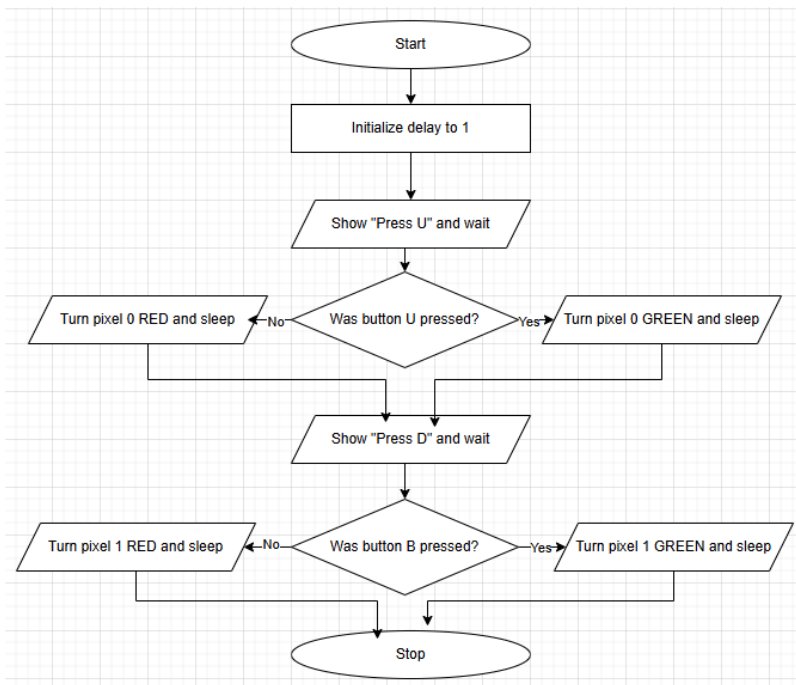 Start
Initialize delay to 1
Show "Press U" and wait
Turn pixel 0 RED and sleep
No
Was button U pressed?
Yes
Turn pixel 0 GREEN and sleep
Show "Press D" and wait
Turn pixel 1 RED and sleep
No
Was button B pressed?
Yes
Turn pixel 1 GREEN and sleep
Stop